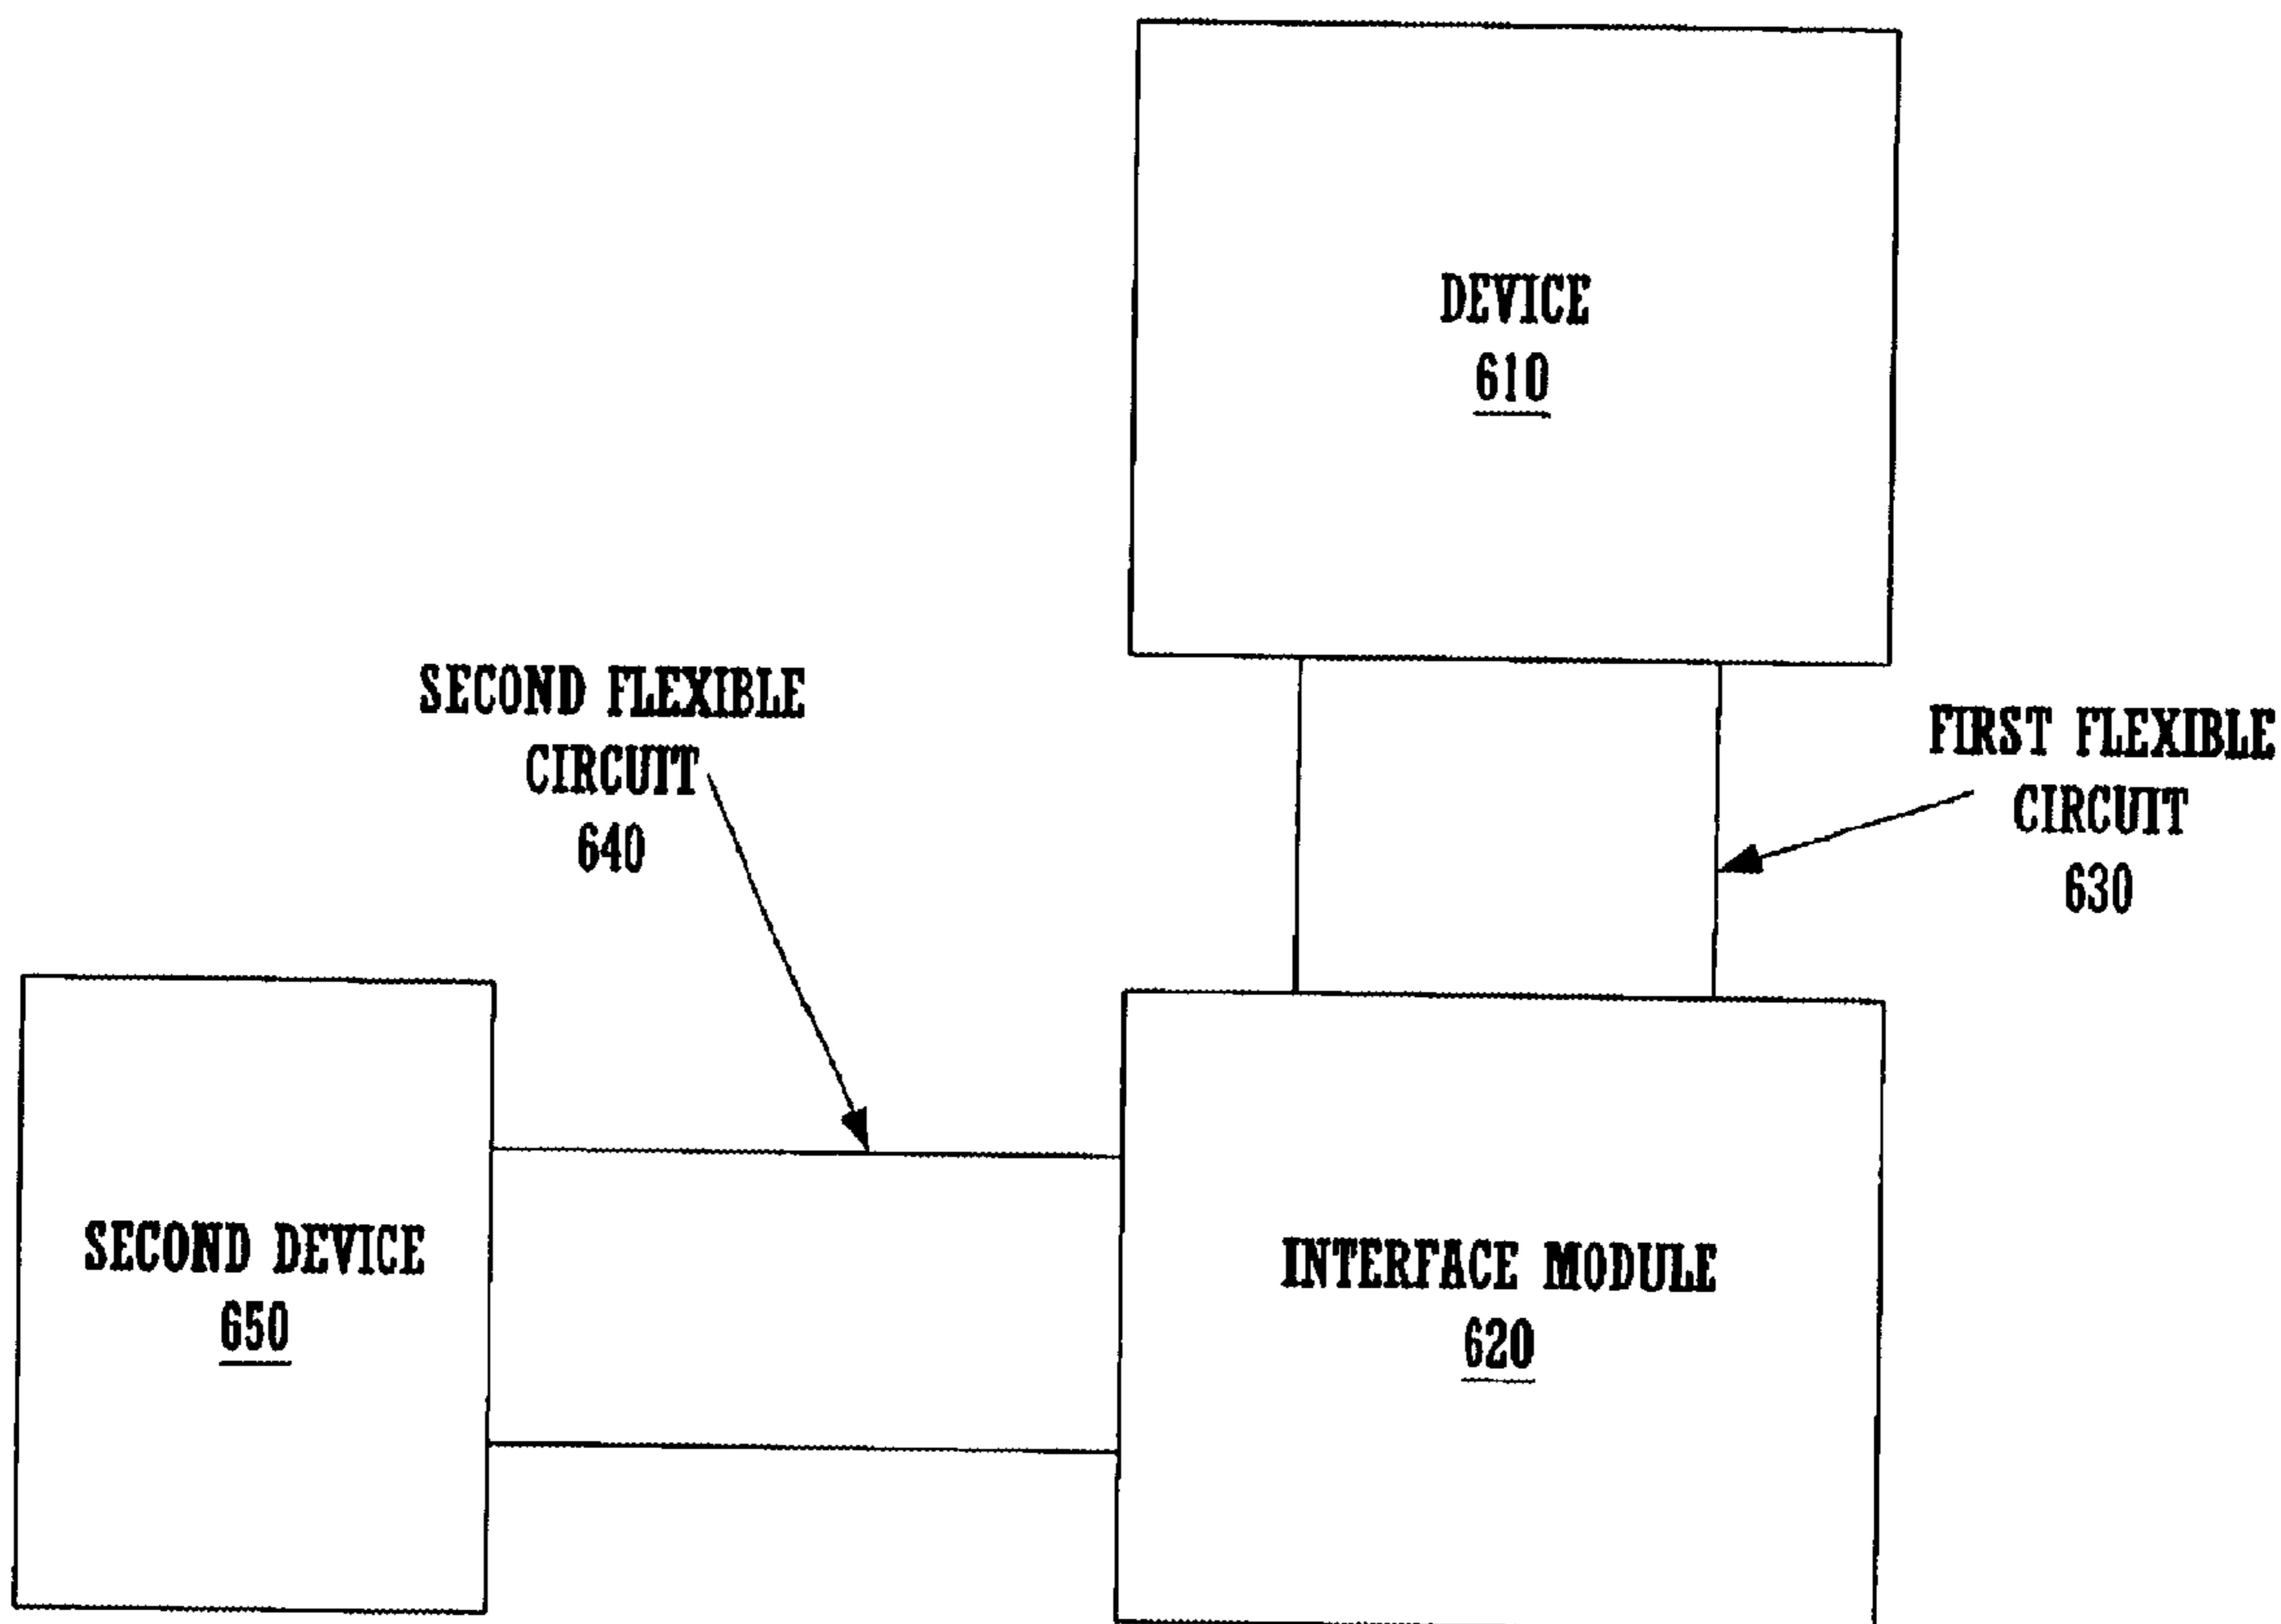 DEVICE
610
SECOND FLEXIBLE
CIRCUIT
640
FIRST FLEXIBLE
CIRCUIT
630
SECOND DEVICE
650
INTERFACE MODULE
620